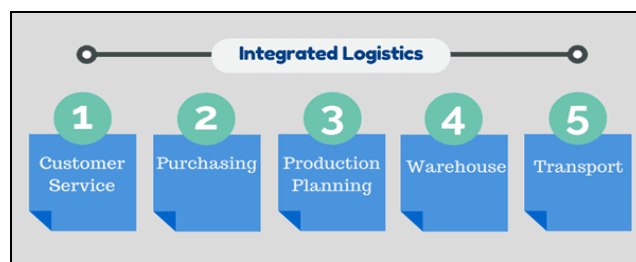 Integrated Logistics
1
2
3
4
5
Customer
Service
Purchasing
Production
Planning
Warehouse
Transport